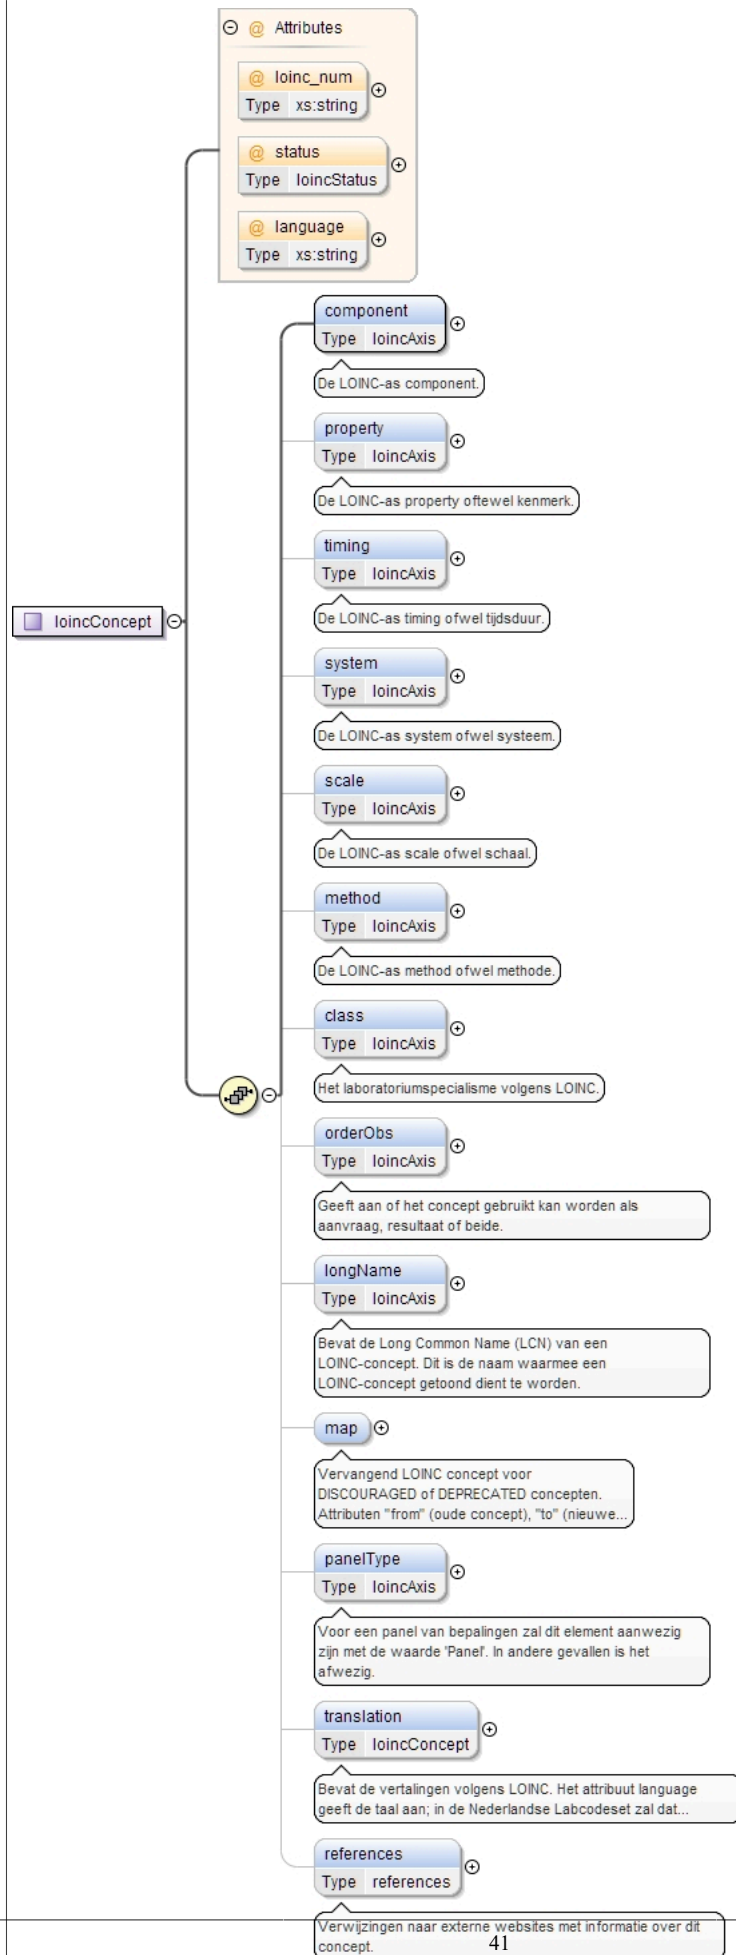 @ Attributes
@ loinc_num
Type xs:string
@ status
Type loincStatus
@ language
Type xs:string
component
Type loincAxis
De LOINC-as component.
property
Type loincAxis
De LOINC-as property oftewel kenmerk.
timing
Type loincAxis
De LOINC-as timing ofwel tijdsduur.
loincConcept
system
Type loincAxis
De LOINC-as system ofwel systeem.
scale
Type loincAxis
De LOINC-as scale ofwel schaal.
method
Type loincAxis
De LOINC-as method ofwel methode.
class
Type loincAxis
Het laboratoriumspecialisme volgens LOINC.
orderObs
Type loincAxis
Geeft aan of het concept gebruikt kan worden als
aanvraag, resultaat of beide.
longName
Type loincAxis
Bevat de Long Common Name (LCN) van een
LOINC-concept. Dit is de naam waarmee een
LOINC-concept getoond dient te worden.
map
Vervangend LOINC concept voor
DISCOURAGED of DEPRECATED concepten.
Attributen "from" (oude concept), "to" (nieuwe...
panelType
Type loincAxis
Voor een panel van bepalingen zal dit element aanwezig
zijn met de waarde 'Panel'. In andere gevallen is het
afwezig.
translation
Type loincConcept
Bevat de vertalingen volgens LOINC. Het attribuut language
geeft de taal aan; in de Nederlandse Labcodeset zal dat...
references
Type references
Verwijzingen naar externe websites met informatie over dit
concept.
41